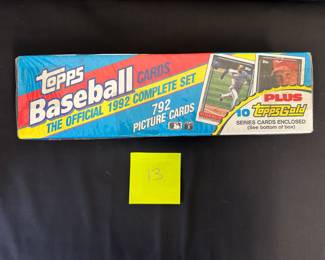 Topps
Baseball CARDS
THE OFFICIAL 1992 COMPLETE SET
792
PICTURE CARDS
PLUS
10 Topps Gold
SERIES CARDS ENCLOSED
(See bottom of box)
13